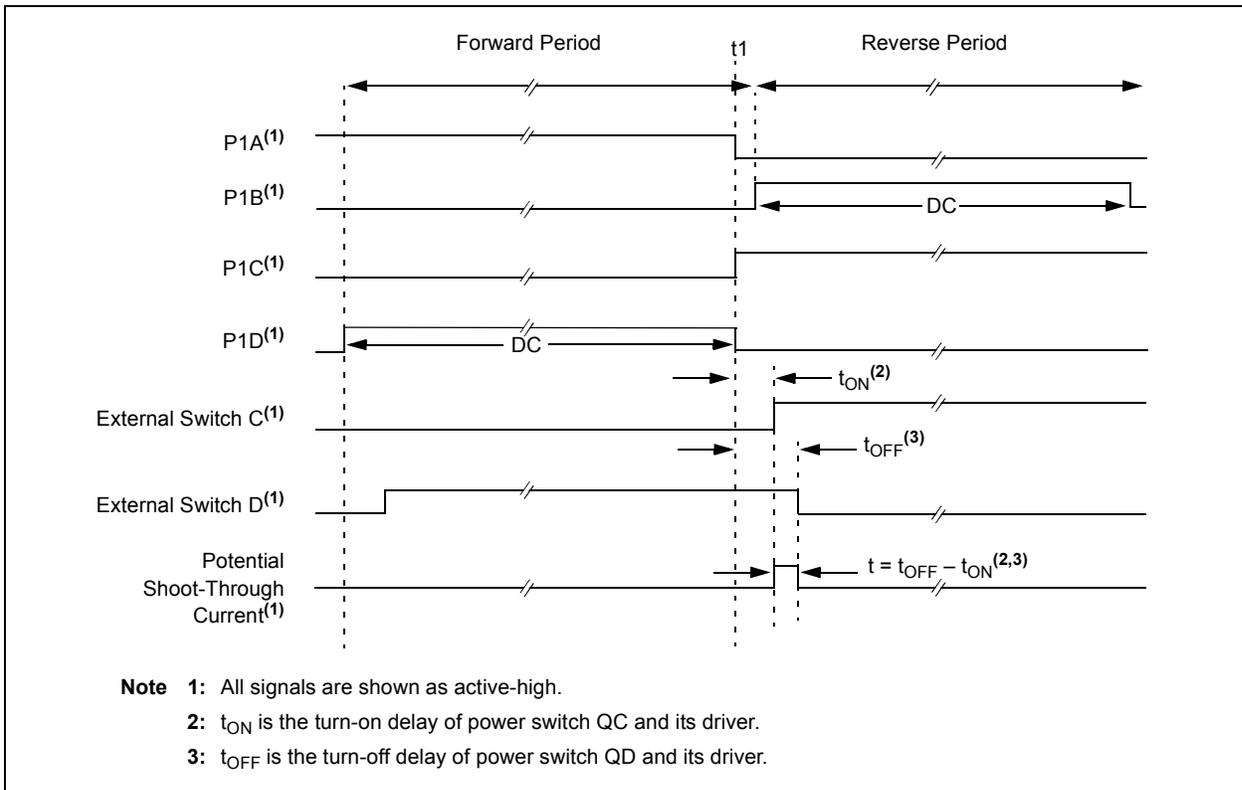 Forward Period
t1
Reverse Period
P1A(1)
P1B(1)
DC
P1C(1)
P1D(1)
DC
tON(2)
External Switch C(1)
tOFF(3)
External Switch D(1)
Potential
Shoot-Through
Current(1)
t = tOFF – tON(2,3)
Note 1: All signals are shown as active-high.
2: tON is the turn-on delay of power switch QC and its driver.
3: tOFF is the turn-off delay of power switch QD and its driver.